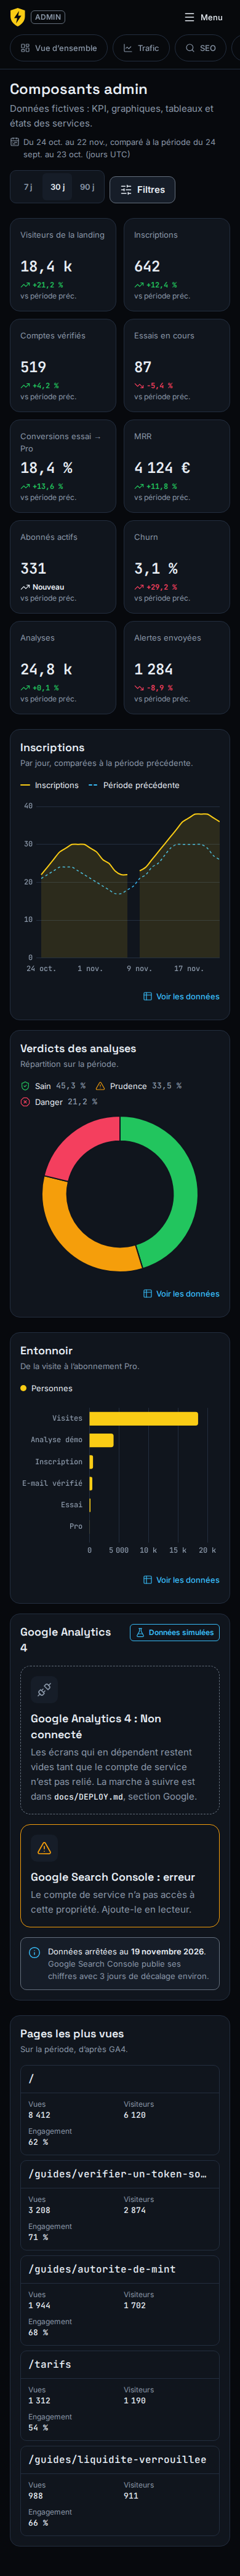 ADMIN
Menu
Vue d'ensemble
Trafic
SEO
Composants admin
Données fictives : KPI, graphiques, tableaux et
états des services.
Du 24 oct. au 22 nov., comparé à la période du 24
sept. au 23 oct. (jours UTC)
7 j
30 j
90 j
Filtres
Visiteurs de la landing
Inscriptions
18,4 k
642
+21,2 %
+12,4 %
vs période préc.
vs période préc.
Comptes vérifiés
Essais en cours
519
87
+4,2 %
-5,4 %
vs période préc.
vs période préc.
Conversions essai →
Pro
MRR
18,4 %
4 124 €
+13,6 %
+11,8 %
vs période préc.
vs période préc.
Abonnés actifs
Churn
331
3,1 %
Nouveau
+29,2 %
vs période préc.
vs période préc.
Analyses
Alertes envoyées
24,8 k
1 284
+0,1 %
-8,9 %
vs période préc.
vs période préc.
Inscriptions
Par jour, comparées à la période précédente.
Inscriptions
Période précédente
40
30
20
10
0
24 oct.
1 nov.
9 nov.
17 nov.
Voir les données
Verdicts des analyses
Répartition sur la période.
Sain 45,3 %
Prudence 33,5 %
Danger 21,2 %
Voir les données
Entonnoir
De la visite à l'abonnement Pro.
Personnes
Visites
Analyse démo
Inscription
E-mail vérifié
Essai
Pro
0
5 000
10 k
15 k
20 k
Voir les données
Google Analytics
4
Données simulées
Google Analytics 4 : Non
connecté
Les écrans qui en dépendent restent
vides tant que le compte de service
n'est pas relié. La marche à suivre est
dans docs/DEPLOY.md, section Google.
Google Search Console : erreur
Le compte de service n'a pas accès à
cette propriété. Ajoute-le en lecteur.
Données arrêtées au 19 novembre 2026.
Google Search Console publie ses
chiffres avec 3 jours de décalage environ.
Pages les plus vues
Sur la période, d'après GA4.
/
Vues
Visiteurs
8 412
6 120
Engagement
62 %
/guides/verifier-un-token-so…
Vues
Visiteurs
3 208
2 874
Engagement
71 %
/guides/autorite-de-mint
Vues
Visiteurs
1 944
1 702
Engagement
68 %
/tarifs
Vues
Visiteurs
1 312
1 190
Engagement
54 %
/guides/liquidite-verrouillee
Vues
Visiteurs
988
911
Engagement
66 %